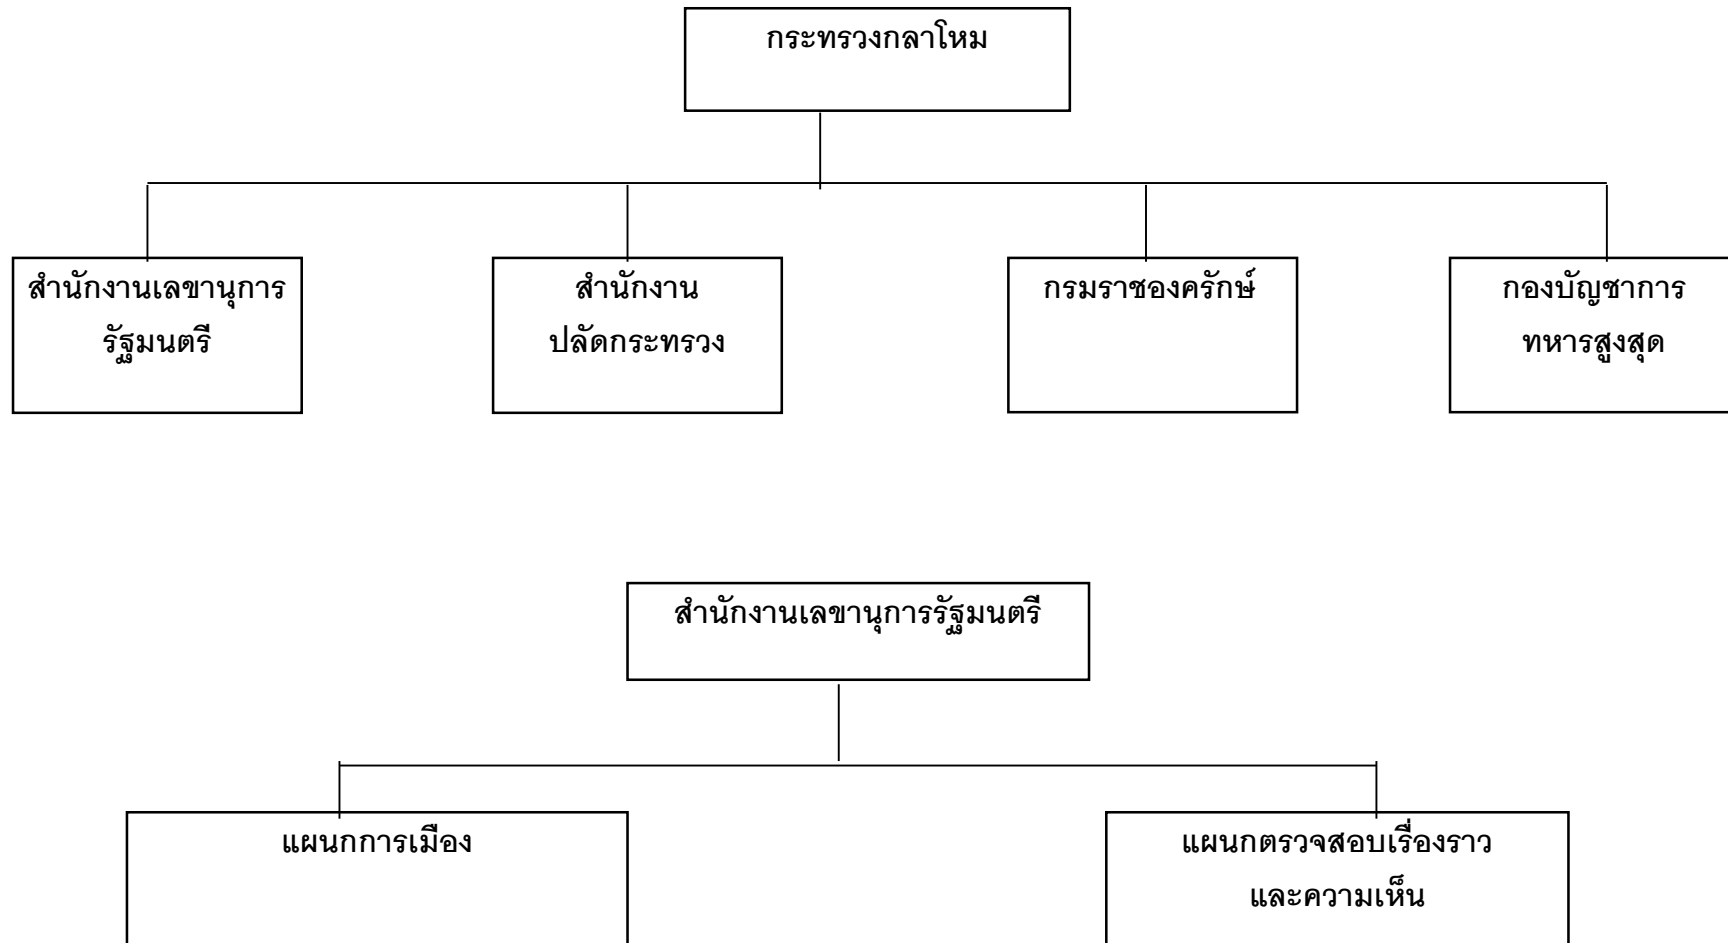 กระทรวงกลาโหม
สำนักงานเลขานุการ
รัฐมนตรี
สำนักงาน
ปลัดกระทรวง
กรมราชองครักษ์
กองบัญชาการ
ทหารสูงสุด
สำนักงานเลขานุการรัฐมนตรี
แผนกการเมือง
แผนกตรวจสอบเรื่องราว
และความเห็น